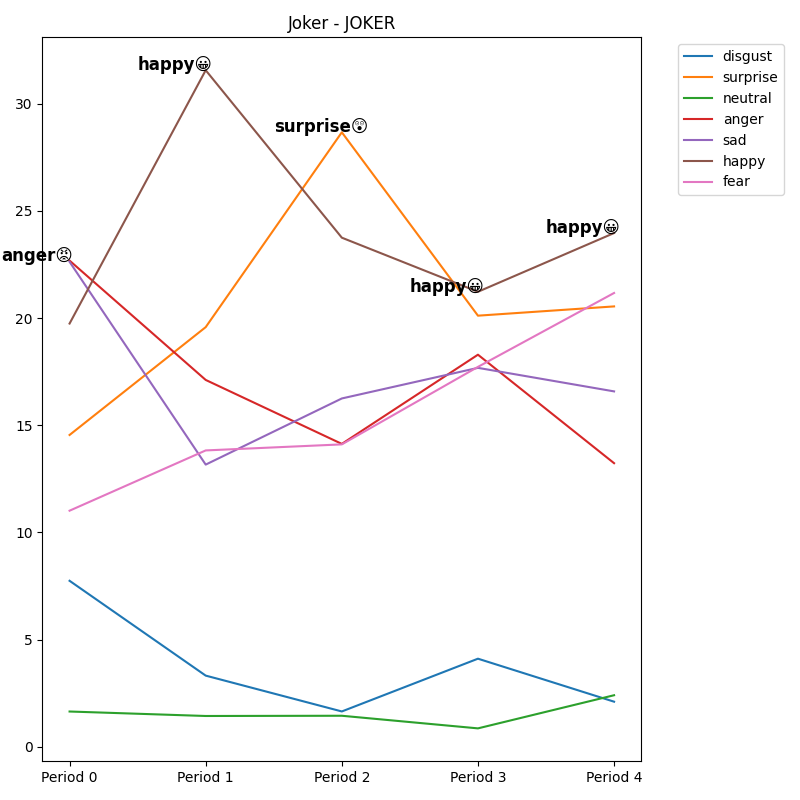 Joker - JOKER
disgust
surprise
neutral
anger
sad
happy
fear
happy😀
surprise😲
happy😀
anger😡
happy😀
30
25
20
15
10
5
0
Period 0 Period 1 Period 2 Period 3 Period 4